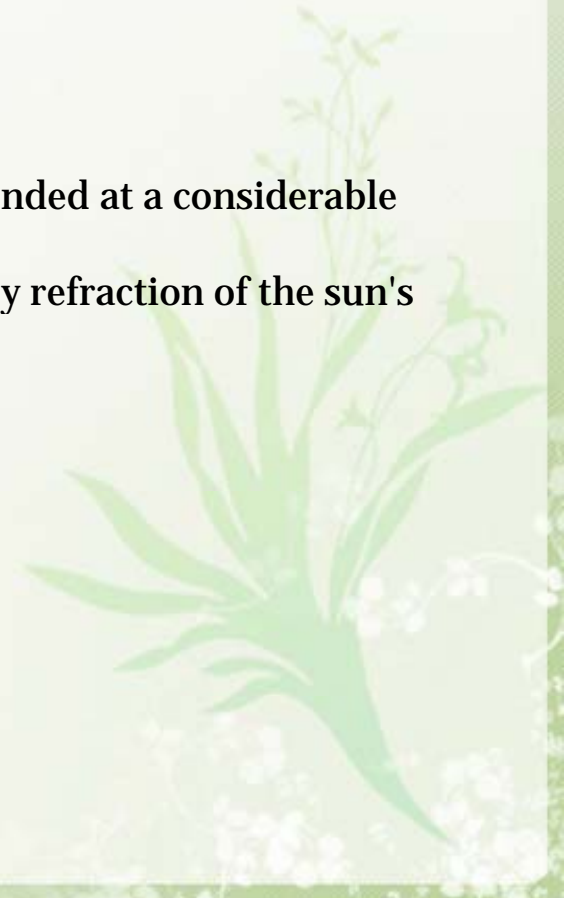 nded at a considerable
y refraction of the sun's